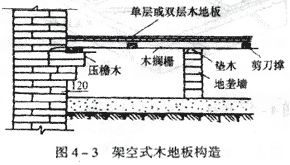 单层或双层木地板
木搁栅
垫木
剪刀撑
压檐木
地垄墙
120
图4-3 架空式木地板构造